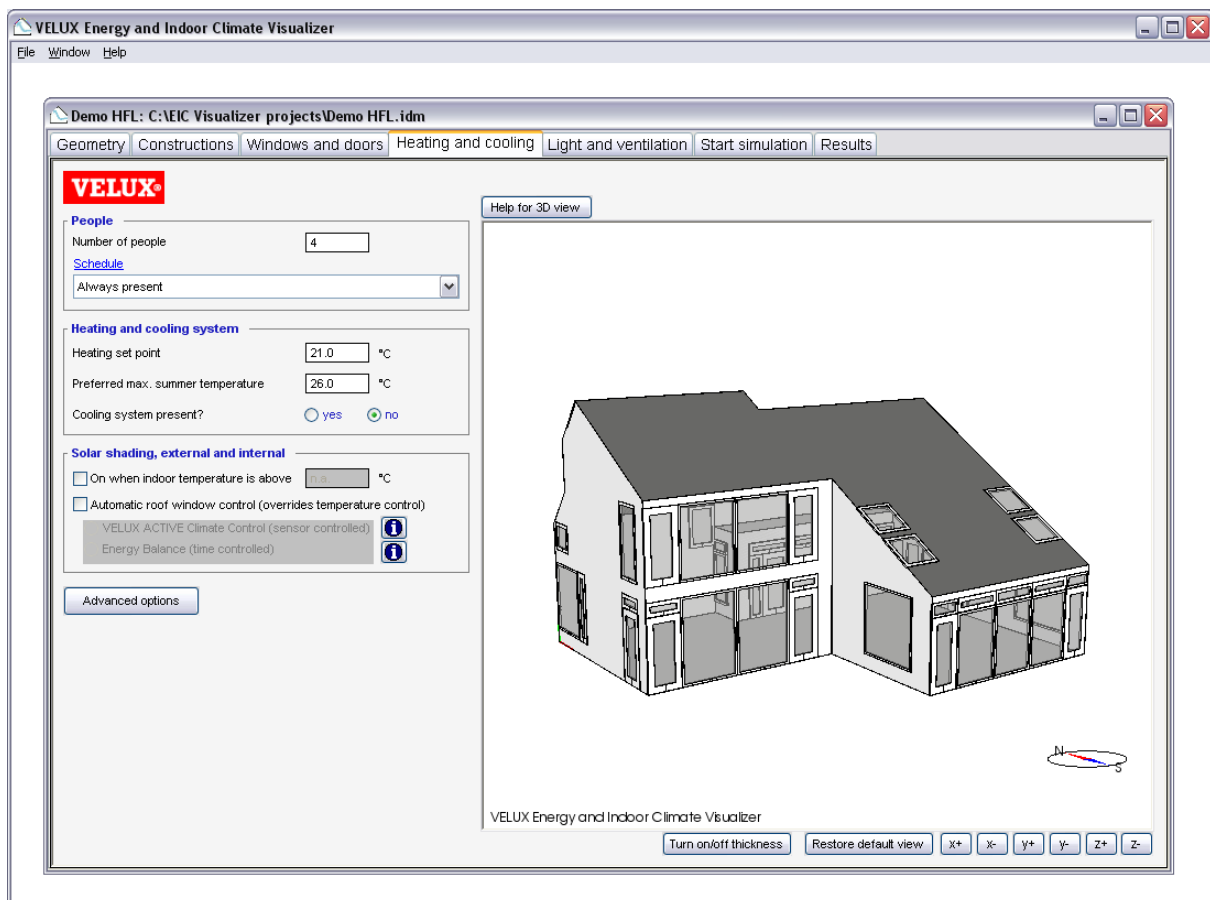 VELUX Energy and Indoor Climate Visualizer
File Window Help
Demo HFL: C:\EIC Visualizer projects\Demo HFL.idm
Geometry Constructions Windows and doors Heating and cooling Light and ventilation Start simulation Results
VELUX®
Help for 3D view
People
Number of people 4
Schedule
Always present
Heating and cooling system
Heating set point 21.0 °C
Preferred max. summer temperature 26.0 °C
Cooling system present? yes no
Solar shading, external and internal
On when indoor temperature is above n.a. °C
Automatic roof window control (overrides temperature control)
VELUX ACTIVE Climate Control (sensor controlled) i
Energy Balance (time controlled) i
Advanced options
N
S
VELUX Energy and Indoor Climate Visualizer
Turn on/off thickness Restore default view x+ x- y+ y- z+ z-